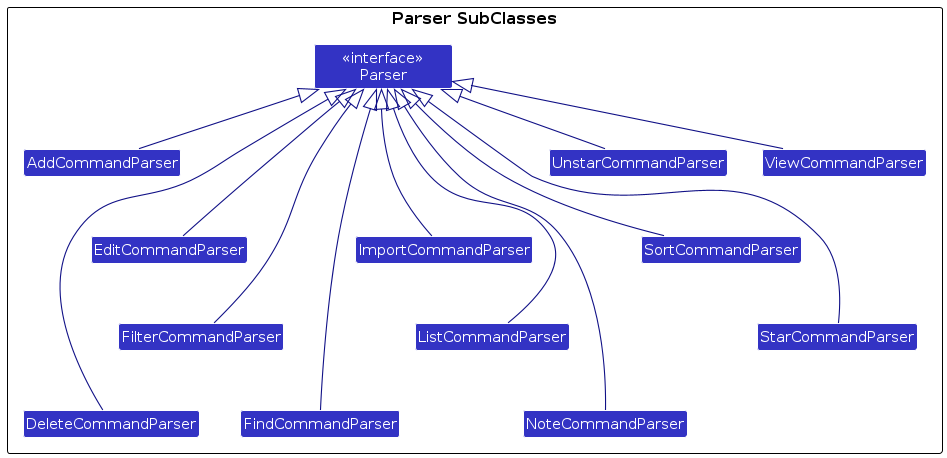 Parser SubClasses
«interface»
Parser
AddCommandParser
UnstarCommandParser
ViewCommandParser
EditCommandParser
ImportCommandParser
SortCommandParser
FilterCommandParser
ListCommandParser
StarCommandParser
DeleteCommandParser
FindCommandParser
NoteCommandParser